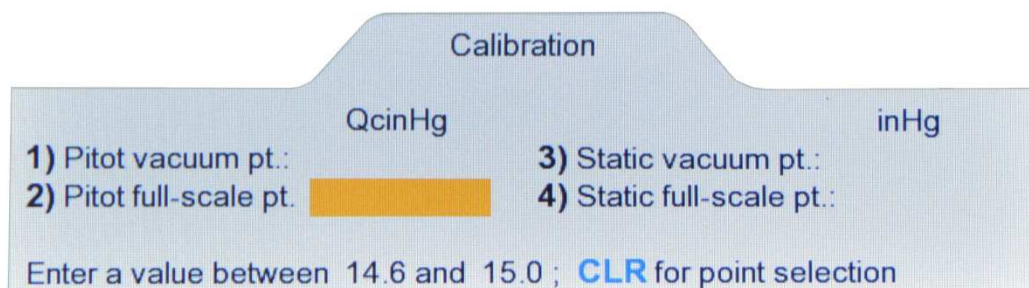 Calibration
QcinHg inHg
1) Pitot vacuum pt.: 3) Static vacuum pt.:
2) Pitot full-scale pt. 4) Static full-scale pt.:
Enter a value between 14.6 and 15.0 ; CLR for point selection